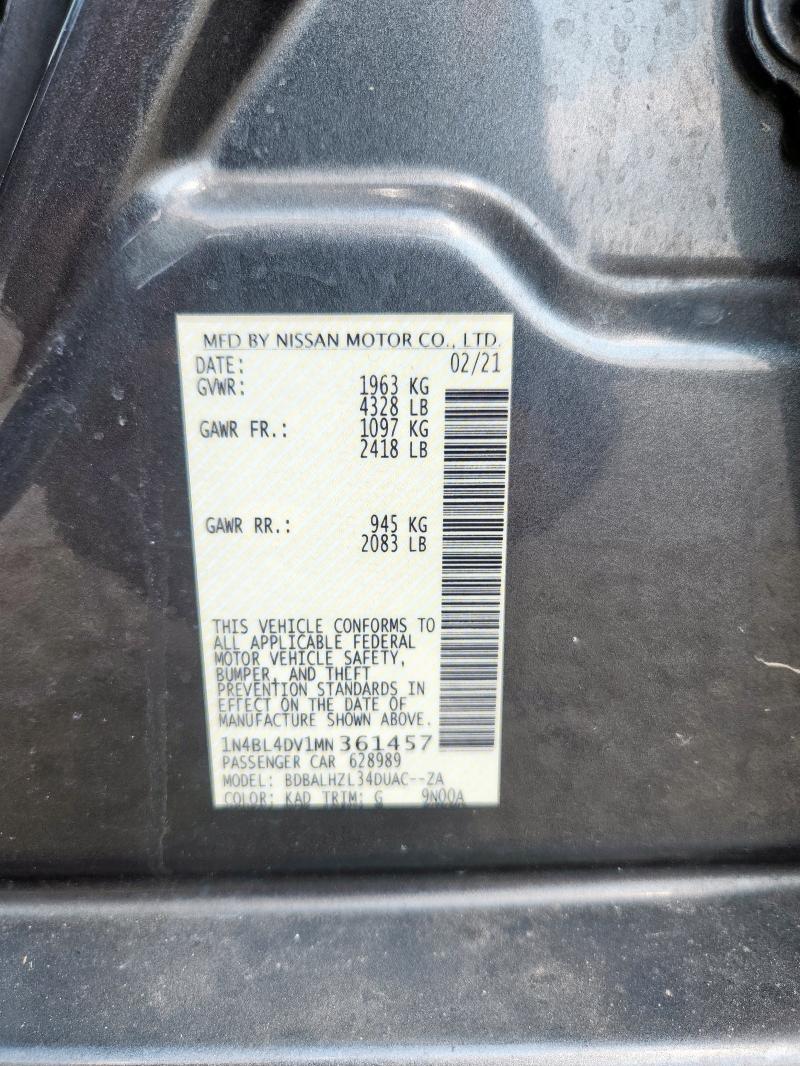 MFD BY NISSAN MOTOR CO., LTD.
DATE: 02/21
GVWR: 1963 KG
4328 LB
GAWR FR.: 1097 KG
2418 LB
GAWR RR.: 945 KG
2083 LB
THIS VEHICLE CONFORMS TO
ALL APPLICABLE FEDERAL
MOTOR VEHICLE SAFETY,
BUMPER, AND THEFT
PREVENTION STANDARDS IN
EFFECT ON THE DATE OF
MANUFACTURE SHOWN ABOVE.
1N4BL4DV1MN361457
PASSENGER CAR 628989
MODEL: BDBALHZL34DUAC--ZA
COLOR: KAD TRIM: G 9N00A